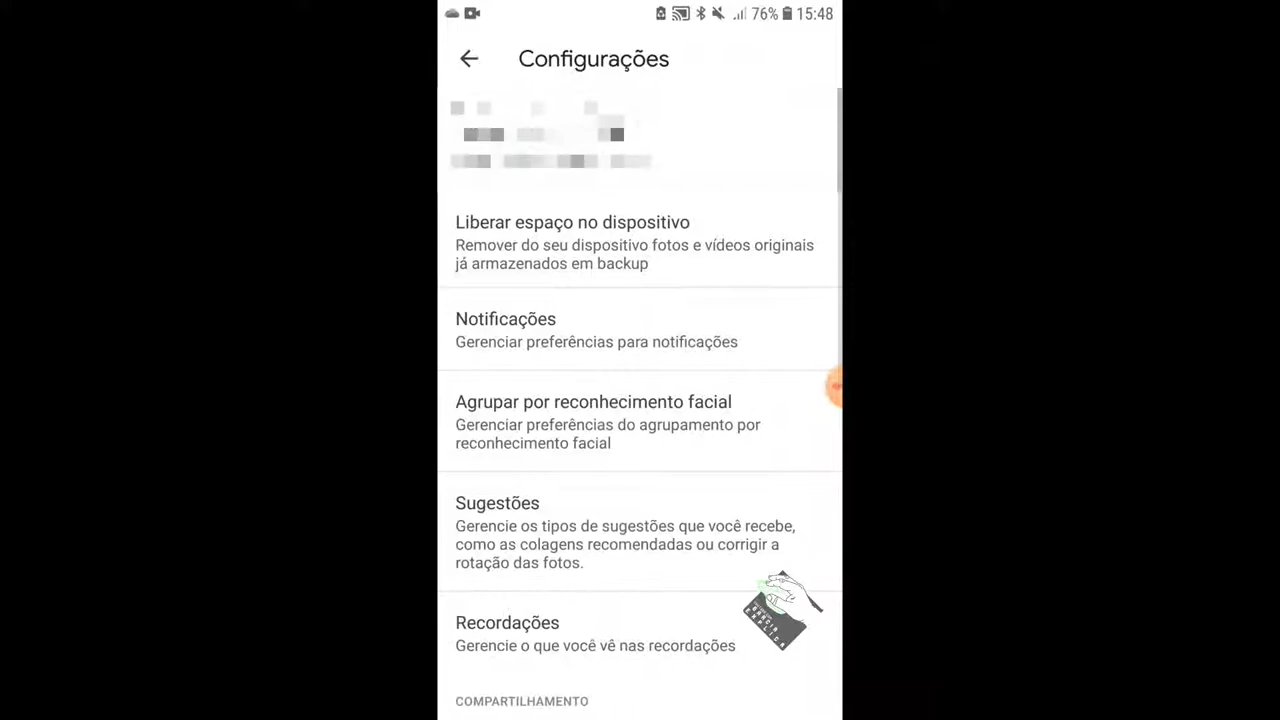 76% 15:48
Configurações
Liberar espaço no dispositivo
Remover do seu dispositivo fotos e vídeos originais
já armazenados em backup
Notificações
Gerenciar preferências para notificações
Agrupar por reconhecimento facial
Gerenciar preferências do agrupamento por
reconhecimento facial
Sugestões
Gerencie os tipos de sugestões que você recebe,
como as colagens recomendadas ou corrigir a
rotação das fotos.
Recordações
Gerencie o que você vê nas recordações
EXPLICA
COMPARTILHAMENTO